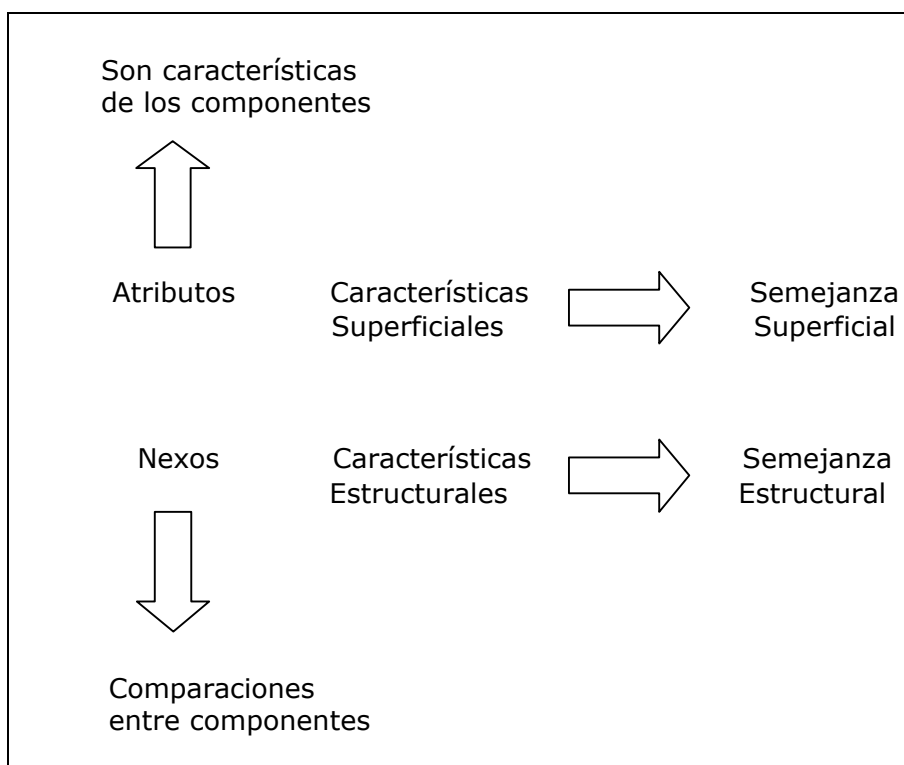 Son características
de los componentes
Atributos
Características
Superficiales
Semejanza
Superficial
Nexos
Características
Estructurales
Semejanza
Estructural
Comparaciones
entre componentes